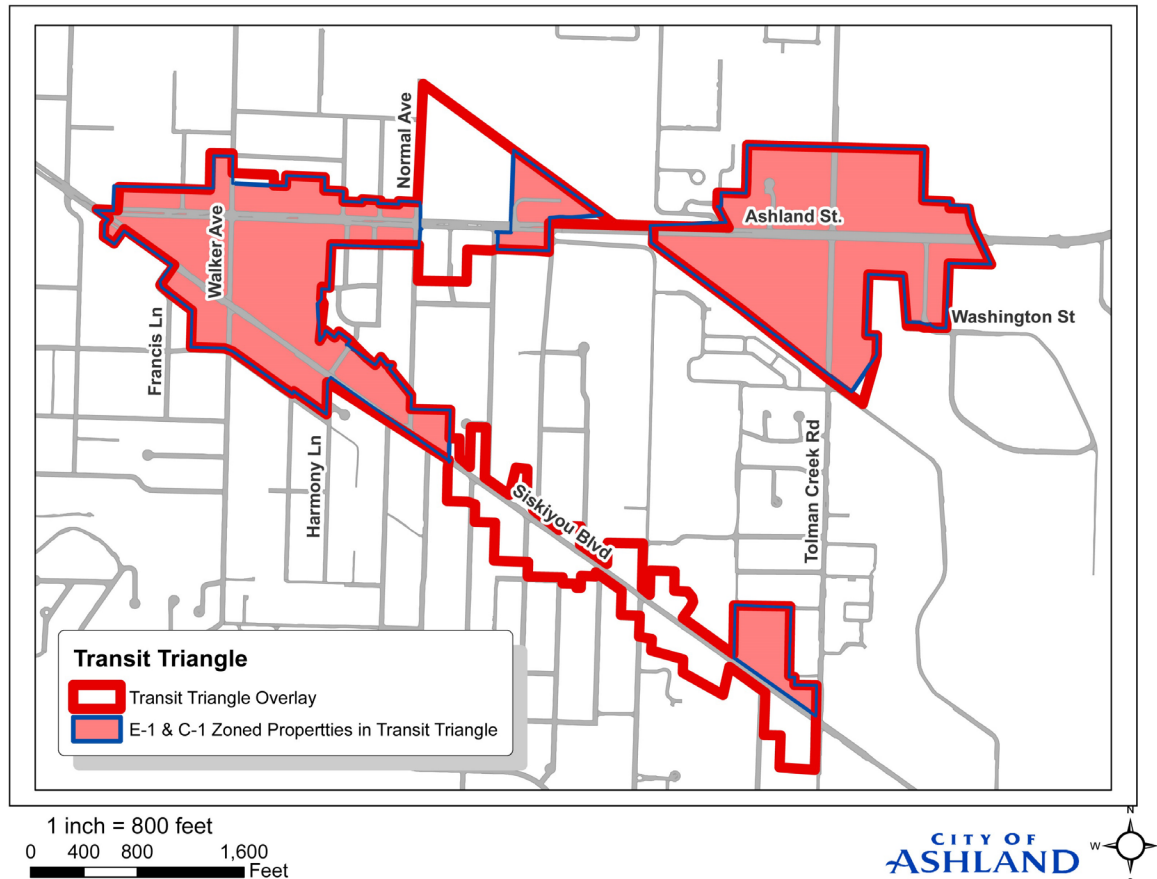 Normal Ave
Ashland St.
Walker Ave
Washington St
Francis Ln
Harmony Ln
Siskiyou Blvd
Tolman Creek Rd
Transit Triangle
Transit Triangle Overlay
E-1 & C-1 Zoned Propertties in Transit Triangle
1 inch = 800 feet
0 400 800 1,600
Feet
CITY OF
ASHLAND
N
W